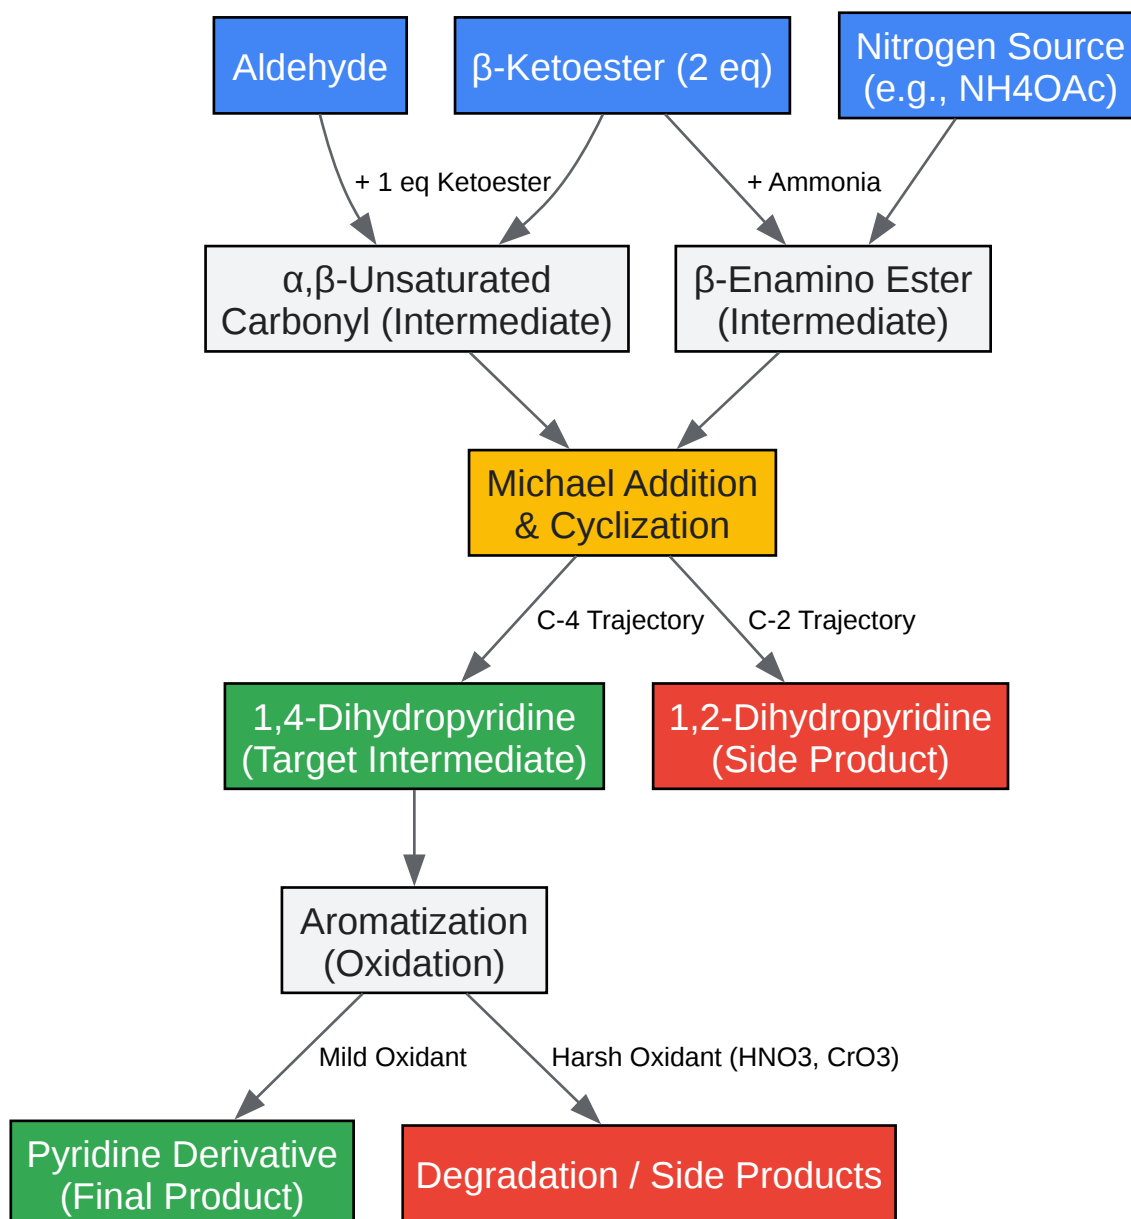 Aldehyde
β-Ketoester (2 eq)
Nitrogen Source
(e.g., NH4OAc)
+ 1 eq Ketoester
+ Ammonia
α,β-Unsaturated
Carbonyl (Intermediate)
β-Enamino Ester
(Intermediate)
Michael Addition
& Cyclization
C-4 Trajectory
C-2 Trajectory
1,4-Dihydropyridine
(Target Intermediate)
1,2-Dihydropyridine
(Side Product)
Aromatization
(Oxidation)
Mild Oxidant
Harsh Oxidant (HNO3, CrO3)
Pyridine Derivative
(Final Product)
Degradation / Side Products